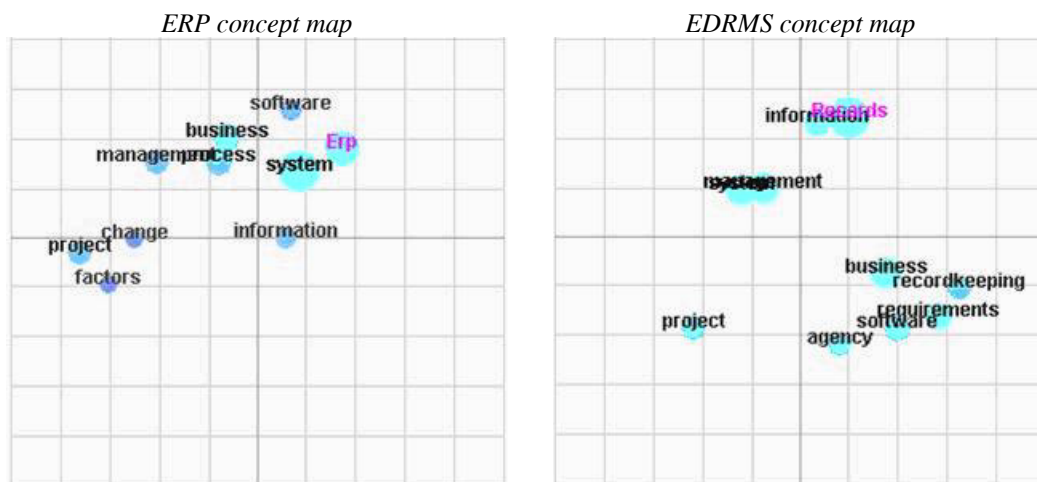 ERP concept map
software
business
Erp
management
process
system
change
information
project
factors
EDRMS concept map
Records
information
system
management
business
recordkeeping
requirements
project
software
agency